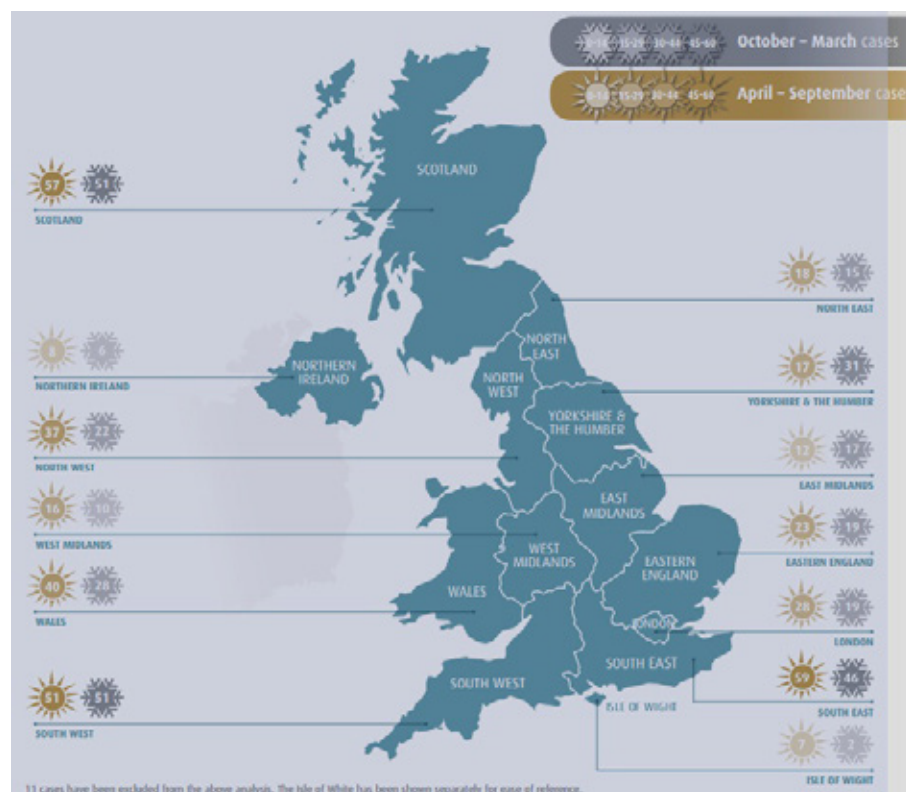 0-14 15-29 30-44 45-60 October – March cases
0-14 15-29 30-44 45-60 April – September case
SCOTLAND
57 51
SCOTLAND
18 15
NORTH EAST
NORTH
EAST
8 6
NORTHERN IRELAND
NORTHERN
IRELAND
NORTH
WEST
17 31
YORKSHIRE & THE HUMBER
YORKSHIRE &
THE HUMBER
37 22
NORTH WEST
12 17
EAST MIDLANDS
EAST
MIDLANDS
16 10
WEST MIDLANDS
WEST
MIDLANDS
23 19
EASTERN ENGLAND
EASTERN
ENGLAND
40 28
WALES
WALES
28 19
LONDON
LONDON
SOUTH EAST
59 46
SOUTH EAST
51 51
SOUTH WEST
SOUTH WEST
ISLE OF WIGHT
7 2
ISLE OF WIGHT
11 cases have been excluded from the above analysis. The Isle of White has been shown separately for ease of reference.